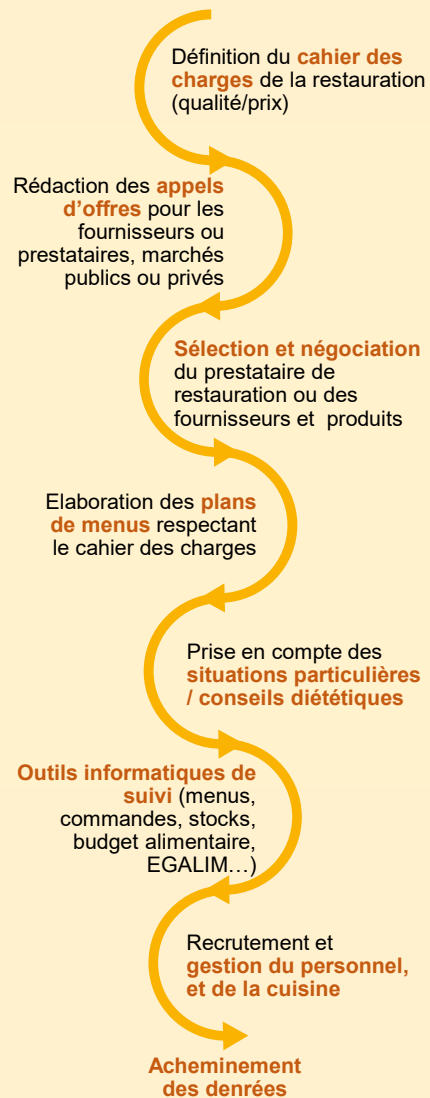 Définition du cahier des
charges de la restauration
(qualité/prix)
Rédaction des appels
d’offres pour les
fournisseurs ou
prestataires, marchés
publics ou privés
Sélection et négociation
du prestataire de
restauration ou des
fournisseurs et produits
Elaboration des plans
de menus respectant
le cahier des charges
Prise en compte des
situations particulières
/ conseils diététiques
Outils informatiques de
suivi (menus,
commandes, stocks,
budget alimentaire,
EGALIM…)
Recrutement et
gestion du personnel,
et de la cuisine
Acheminement
des denrées